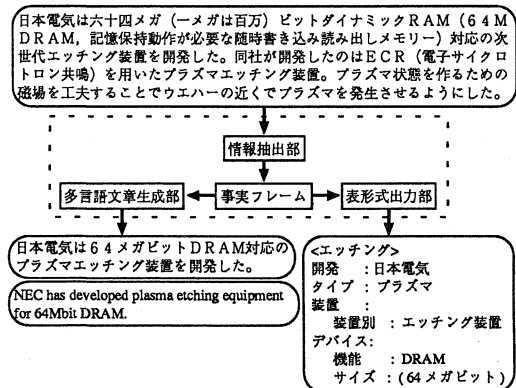 日本電気は六十四メガ（一メガは百万）ビットダイナミックRAM（64M
DRAM，記憶保持動作が必要な随時書き込み読み出しメモリー）対応の次
世代エッチング装置を開発した。同社が開発したのはECR（電子サイクロ
トロン共鳴）を用いたプラズマエッチング装置。プラズマ状態を作るための
磁場を工夫することでウエハーの近くでプラズマを発生させるようにした。
情報抽出部
多言語文章生成部
事実フレーム
表形式出力部
日本電気は64メガビットDRAM対応の
プラズマエッチング装置を開発した。
NEC has developed plasma etching equipment
for 64Mbit DRAM.
<エッチング>
開発　：日本電気
タイプ：プラズマ
装置　：
装置別　：エッチング装置
デバイス：
機能　：DRAM
サイズ：(64メガビット)